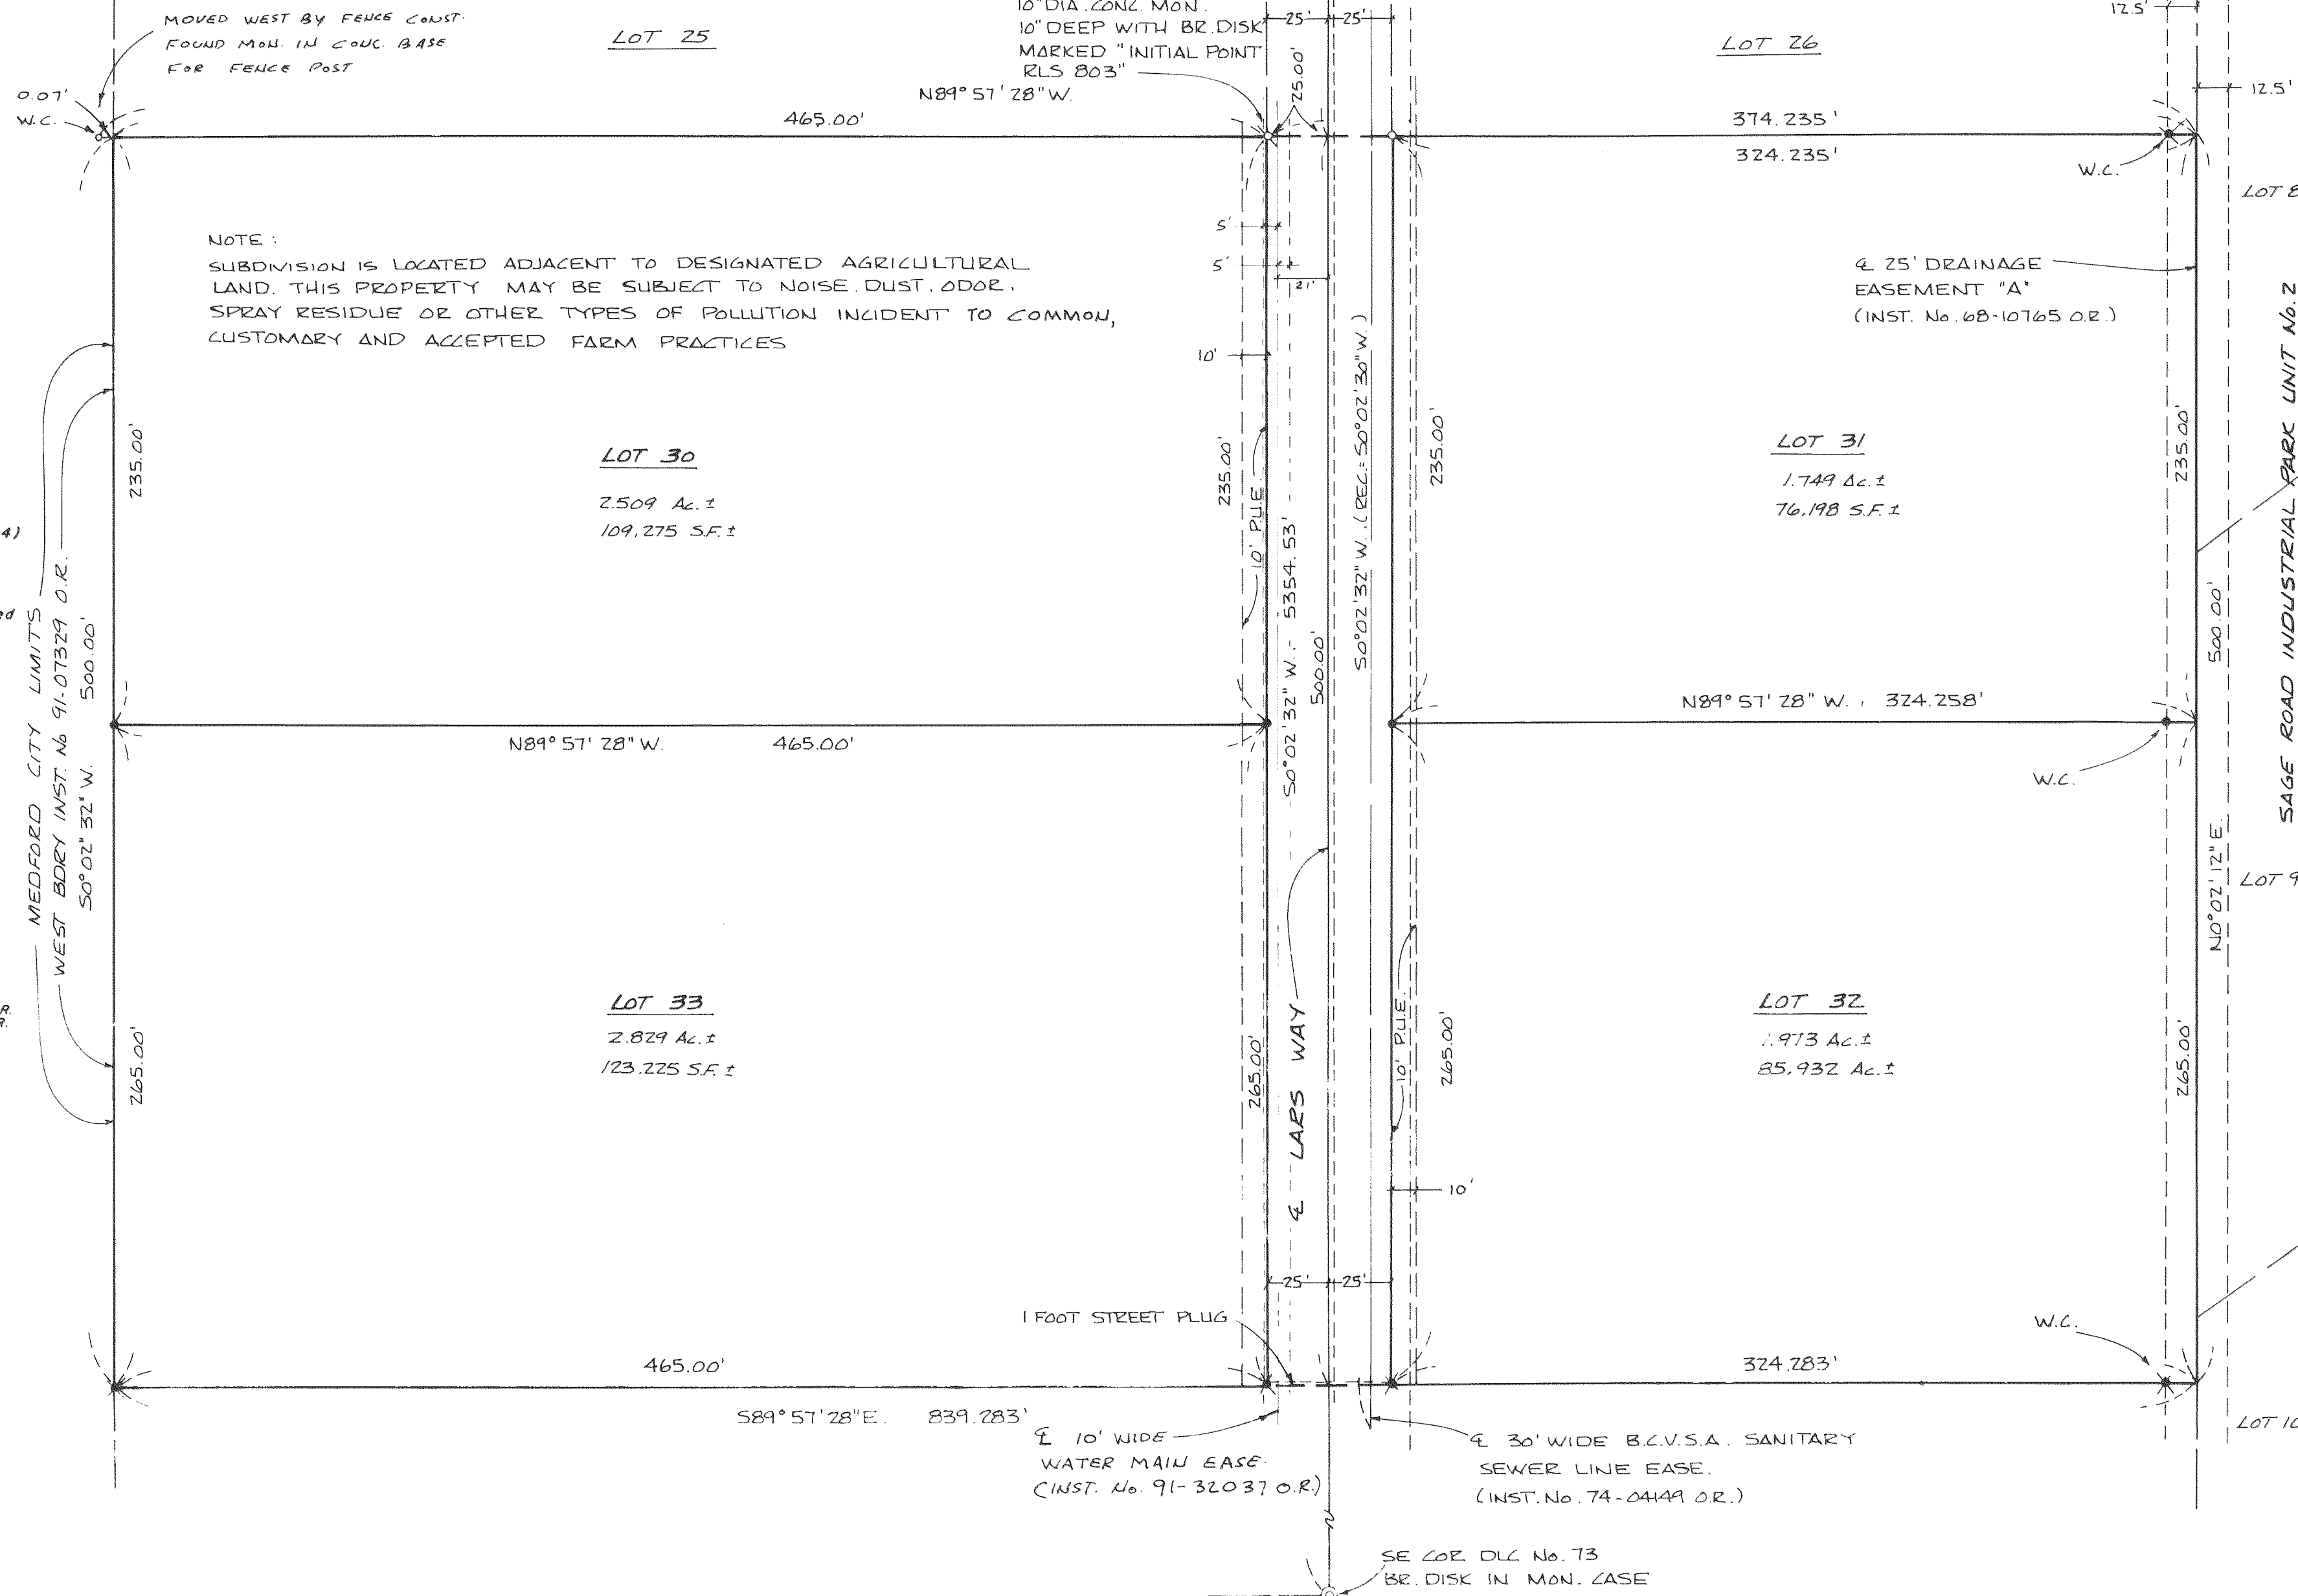 MOVED WEST BY FENCE CONST.
FOUND MON. IN CONC. BASE
FOR FENCE POST
LOT 25
10" DIA. CONC. MON.
10" DEEP WITH BR. DISK
MARKED "INITIAL POINT
RLS 803"
25' 25'
25.00'
LOT 26
12.5'
12.5'
0.07'
W.C.
N89°57'28"W.
465.00'
374.235'
324.235'
W.C.
LOT 8
NOTE :
SUBDIVISION IS LOCATED ADJACENT TO DESIGNATED AGRICULTURAL
LAND. THIS PROPERTY MAY BE SUBJECT TO NOISE. DUST. ODOR.
SPRAY RESIDUE OR OTHER TYPES OF POLLUTION INCIDENT TO COMMON,
CUSTOMARY AND ACCEPTED FARM PRACTICES
5'
5'
21'
10'
℄ 25' DRAINAGE
EASEMENT "A"
(INST. No. 68-10765 O.R.)
235.00'
LOT 30
2.509 Ac. ±
109,275 S.F. ±
235.00'
10' P.U.E.
S0°02'32"W. - 5354.53'
500.00'
S0°02'32"W. (REC.= S0°02'30"W.)
235.00'
LOT 31
1.749 Ac. ±
76,198 S.F. ±
235.00'
500.00'
N0°02'12"E.
SAGE ROAD INDUSTRIAL PARK UNIT No. 2
4)
ed
R.
R.
MEDFORD CITY LIMITS
WEST BDRY INST. No 91-07329 O.R.
S0°02"32"W. 500.00'
N89°57'28"W. 465.00'
N89°57'28"W. , 324.258'
W.C.
LOT 9
265.00'
LOT 33
2.829 Ac. ±
123.225 S.F. ±
265.00'
℄ LARS WAY
10' P.U.E.
265.00'
LOT 32
1.973 Ac. ±
85,932 Ac. ±
265.00'
10'
25' 25'
1 FOOT STREET PLUG
W.C.
465.00'
324.283'
S89°57'28"E. 839.283'
LOT 10
℄ 10' WIDE
WATER MAIN EASE.
(INST. No. 91-32037 O.R.)
℄ 30' WIDE B.C.V.S.A. SANITARY
SEWER LINE EASE.
(INST. No. 74-04149 O.R.)
SE COR DLC No. 73
BR. DISK IN MON. CASE